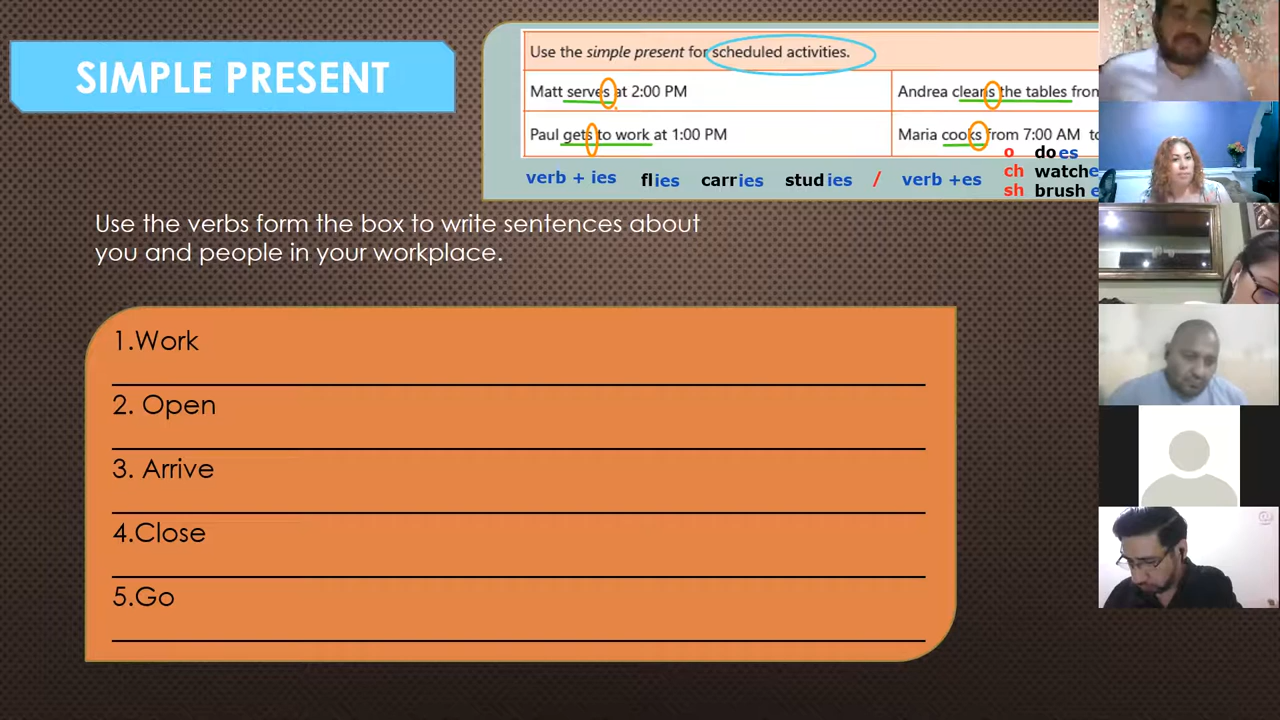 SIMPLE PRESENT
Use the simple present for scheduled activities.
Matt serves at 2:00 PM
Andrea cleans the tables from
Paul gets to work at 1:00 PM
Maria cooks from 7:00 AM to
verb + ies flies carries studies / verb +es
o does
ch watche
sh brush e
Use the verbs form the box to write sentences about
you and people in your workplace.
1.Work
2. Open
3. Arrive
4.Close
5.Go